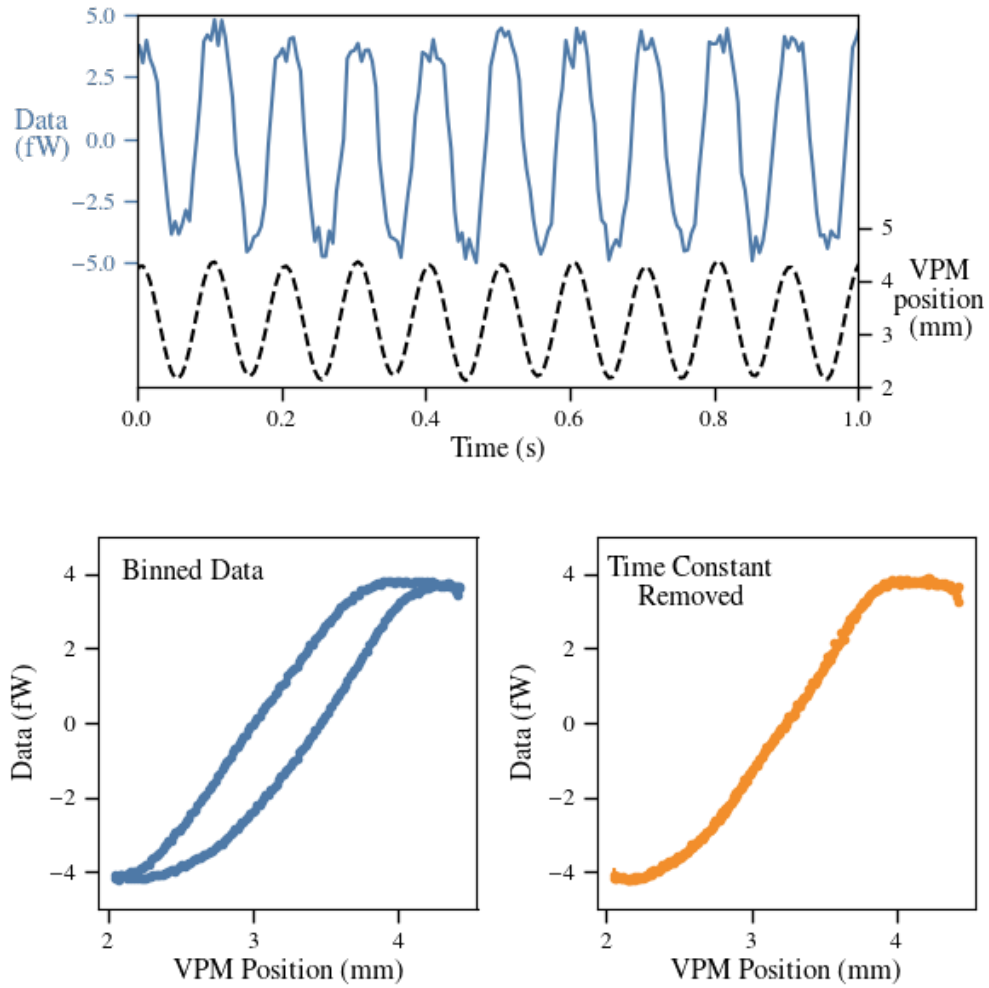 5.0
2.5
0.0
−2.5
−5.0
Data
(fW)
5
4
3
2
VPM
position
(mm)
0.0 0.2 0.4 0.6 0.8 1.0
Time (s)
Binned Data
4
2
0
−2
−4
Data (fW)
2 3 4
VPM Position (mm)
Time Constant
Removed
4
2
0
−2
−4
Data (fW)
2 3 4
VPM Position (mm)